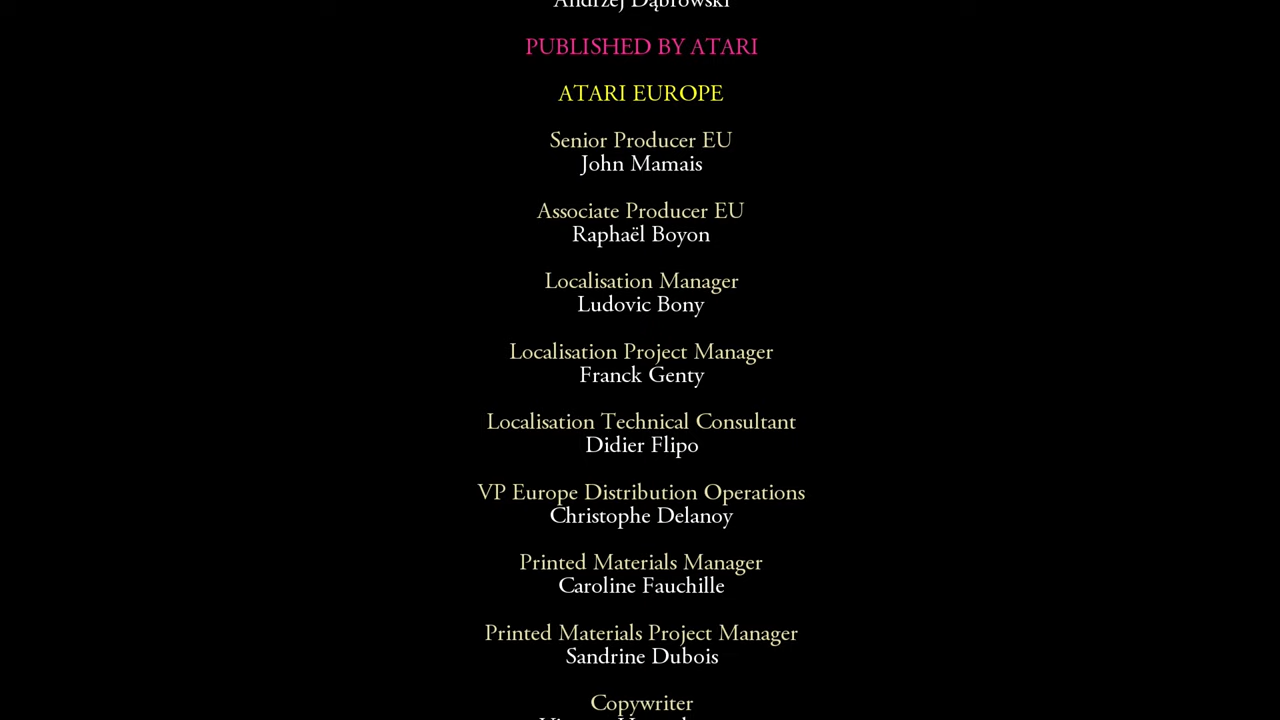 Andrzej Dąbrowski
PUBLISHED BY ATARI
ATARI EUROPE
Senior Producer EU
John Mamais
Associate Producer EU
Raphaël Boyon
Localisation Manager
Ludovic Bony
Localisation Project Manager
Franck Genty
Localisation Technical Consultant
Didier Flipo
VP Europe Distribution Operations
Christophe Delanoy
Printed Materials Manager
Caroline Fauchille
Printed Materials Project Manager
Sandrine Dubois
Copywriter